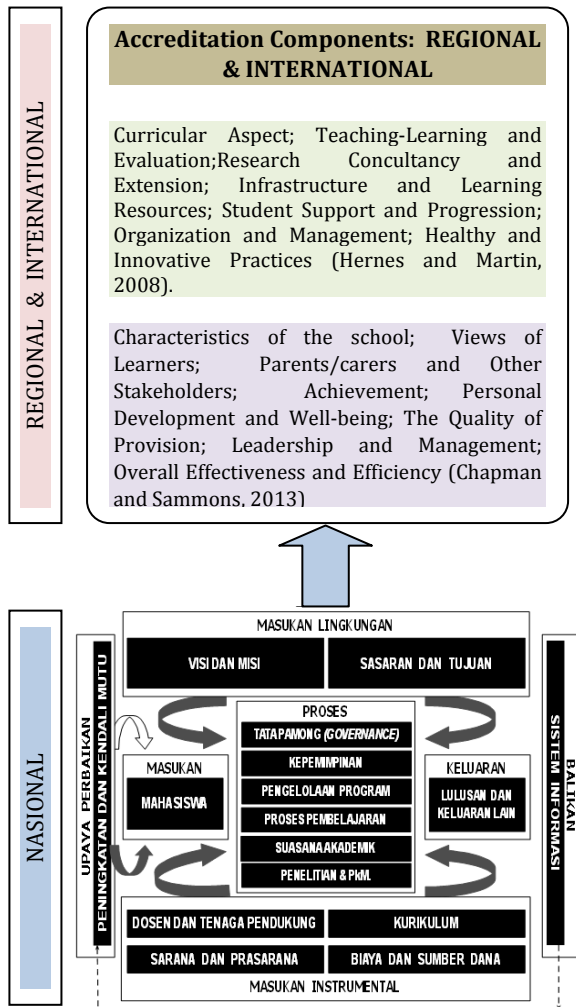 REGIONAL & INTERNATIONAL
Accreditation Components: REGIONAL
& INTERNATIONAL
Curricular Aspect; Teaching-Learning and
Evaluation;Research Concultancy and
Extension; Infrastructure and Learning
Resources; Student Support and Progression;
Organization and Management; Healthy and
Innovative Practices (Hernes and Martin,
2008).
Characteristics of the school; Views of
Learners; Parents/carers and Other
Stakeholders; Achievement; Personal
Development and Well-being; The Quality of
Provision; Leadership and Management;
Overall Effectiveness and Efficiency (Chapman
and Sammons, 2013)
NASIONAL
UPAYA PERBAIKAN
PENINGKATAN DAN KENDALI MUTU
MASUKAN LINGKUNGAN
VISI DAN MISI
SASARAN DAN TUJUAN
MASUKAN
MAHASISWA
PROSES
TATA PAMONG (GOVERNANCE)
KEPEMIMPINAN
PENGELOLAAN PROGRAM
PROSES PEMBELAJARAN
SUASANA AKADEMIK
PENELITIAN & PkM.
KELUARAN
LULUSAN DAN
KELUARAN LAIN
DOSEN DAN TENAGA PENDUKUNG
KURIKULUM
SARANA DAN PRASARANA
BIAYA DAN SUMBER DANA
MASUKAN INSTRUMENTAL
BALIKAN
SISTEM INFORMASI